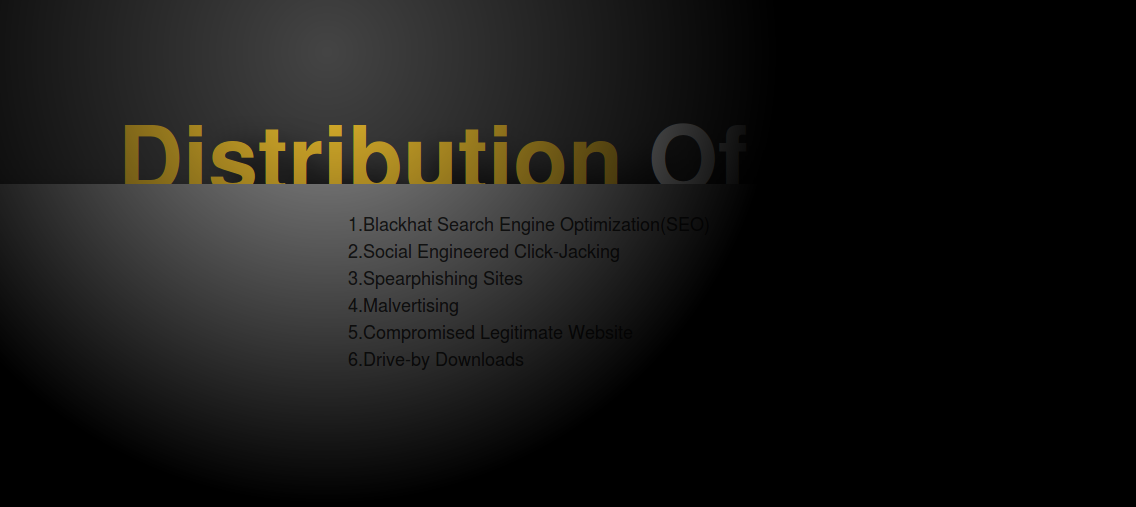 Distribution Of
1.Blackhat Search Engine Optimization(SEO)
2.Social Engineered Click-Jacking
3.Spearphishing Sites
4.Malvertising
5.Compromised Legitimate Website
6.Drive-by Downloads